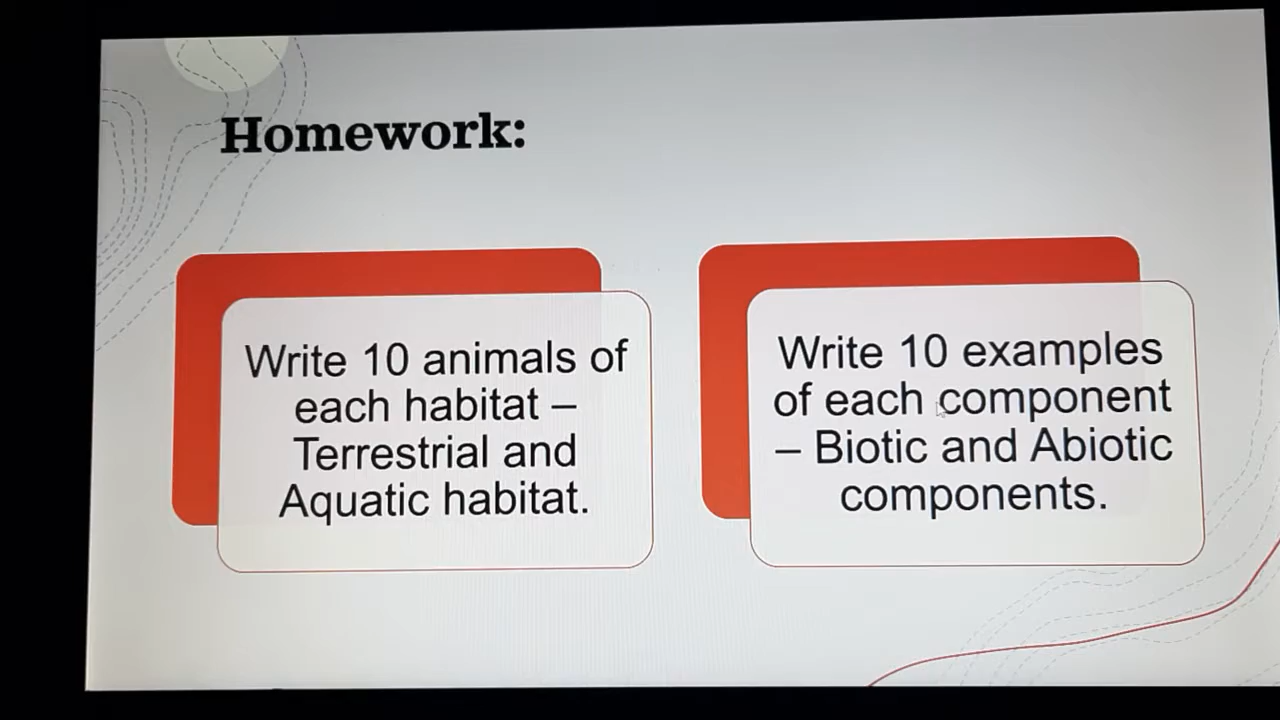 Homework:
Write 10 animals of
each habitat –
Terrestrial and
Aquatic habitat.
Write 10 examples
of each component
– Biotic and Abiotic
components.